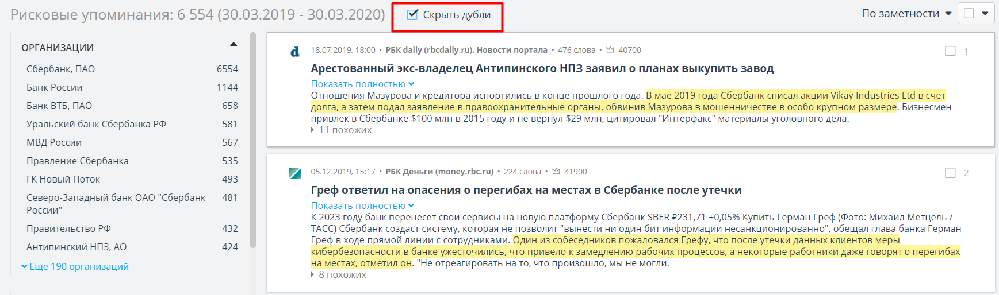 Рисковые упоминания: 6 554 (30.03.2019 - 30.03.2020)
Скрыть дубли
По заметности
ОРГАНИЗАЦИИ
Сбербанк, ПАО 6554
Банк России 1144
Банк ВТБ, ПАО 658
Уральский банк Сбербанка РФ 581
МВД России 567
Правление Сбербанка 535
ГК Новый Поток 493
Северо-Западный банк ОАО "Сбербанк 481
России"
Правительство РФ 432
Антипинский НПЗ, АО 424
Еще 190 организаций
d
18.07.2019, 18:00 • РБК daily (rbcdaily.ru). Новости портала • 476 слова • 40700
1
Арестованный экс-владелец Антипинского НПЗ заявил о планах выкупить завод
Показать полностью
Отношения Мазурова и кредитора испортились в конце прошлого года. В мае 2019 года Сбербанк списал акции Vikay Industries Ltd в счет
долга, а затем подал заявление в правоохранительные органы, обвинив Мазурова в мошенничестве в особо крупном размере. Бизнесмен
привлек в Сбербанке $100 млн в 2015 году и не вернул $29 млн, цитировал "Интерфакс" материалы уголовного дела.
11 похожих
05.12.2019, 15:17 • РБК Деньги (money.rbc.ru) • 224 слова • 41900
2
Греф ответил на опасения о перегибах на местах в Сбербанке после утечки
Показать полностью
К 2023 году банк перенесет свои сервисы на новую платформу Сбербанк SBER ₽231,71 +0,05% Купить Герман Греф (Фото: Михаил Метцель /
ТАСС) Сбербанк создаст систему, которая не позволит "вынести ни один бит информации несанкционированно", обещал глава банка Герман
Греф в ходе прямой линии с сотрудниками. Один из собеседников пожаловался Грефу, что после утечки данных клиентов меры
кибербезопасности в банке ужесточились, что привело к замедлению рабочих процессов, а некоторые работники даже говорят о перегибах
на местах, отметил он. "Не отреагировать на то, что произошло, мы не могли.
8 похожих